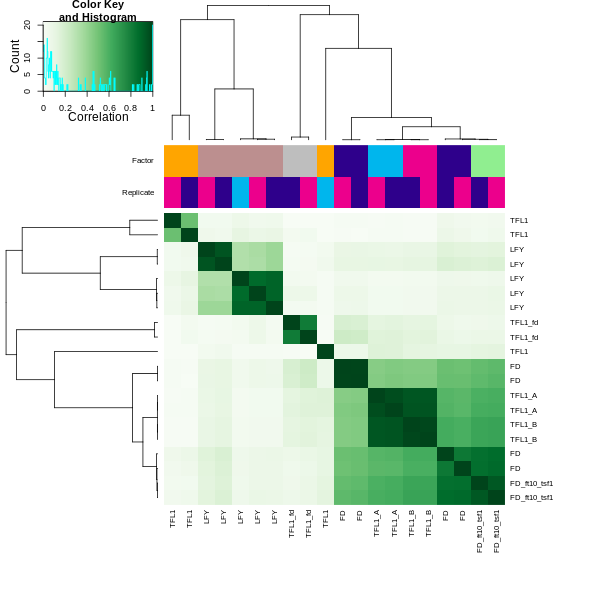 Color Key
and Histogram
Count
0 5 10 20
0 0.2 0.4 0.6 0.8 1
Correlation
Factor
Replicate
TFL1
TFL1
LFY
LFY
LFY
LFY
LFY
TFL1_fd
TFL1_fd
TFL1
FD
FD
TFL1_A
TFL1_A
TFL1_B
TFL1_B
FD
FD
FD_ft10_tsf1
FD_ft10_tsf1
TFL1 TFL1 LFY LFY LFY LFY LFY TFL1_fd TFL1_fd TFL1 FD FD TFL1_A TFL1_A TFL1_B TFL1_B FD FD FD_ft10_tsf1 FD_ft10_tsf1